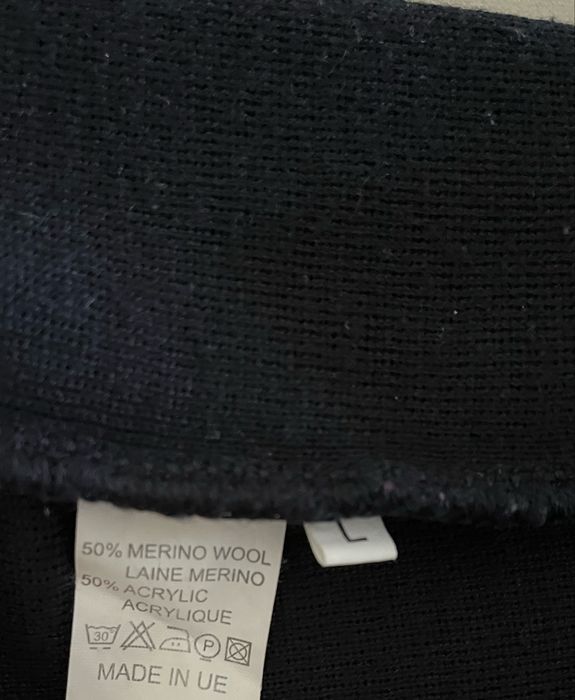 50% MERINO WOOL
LAINE MERINO
50% ACRYLIC
ACRYLIQUE
30 P
MADE IN UE
L